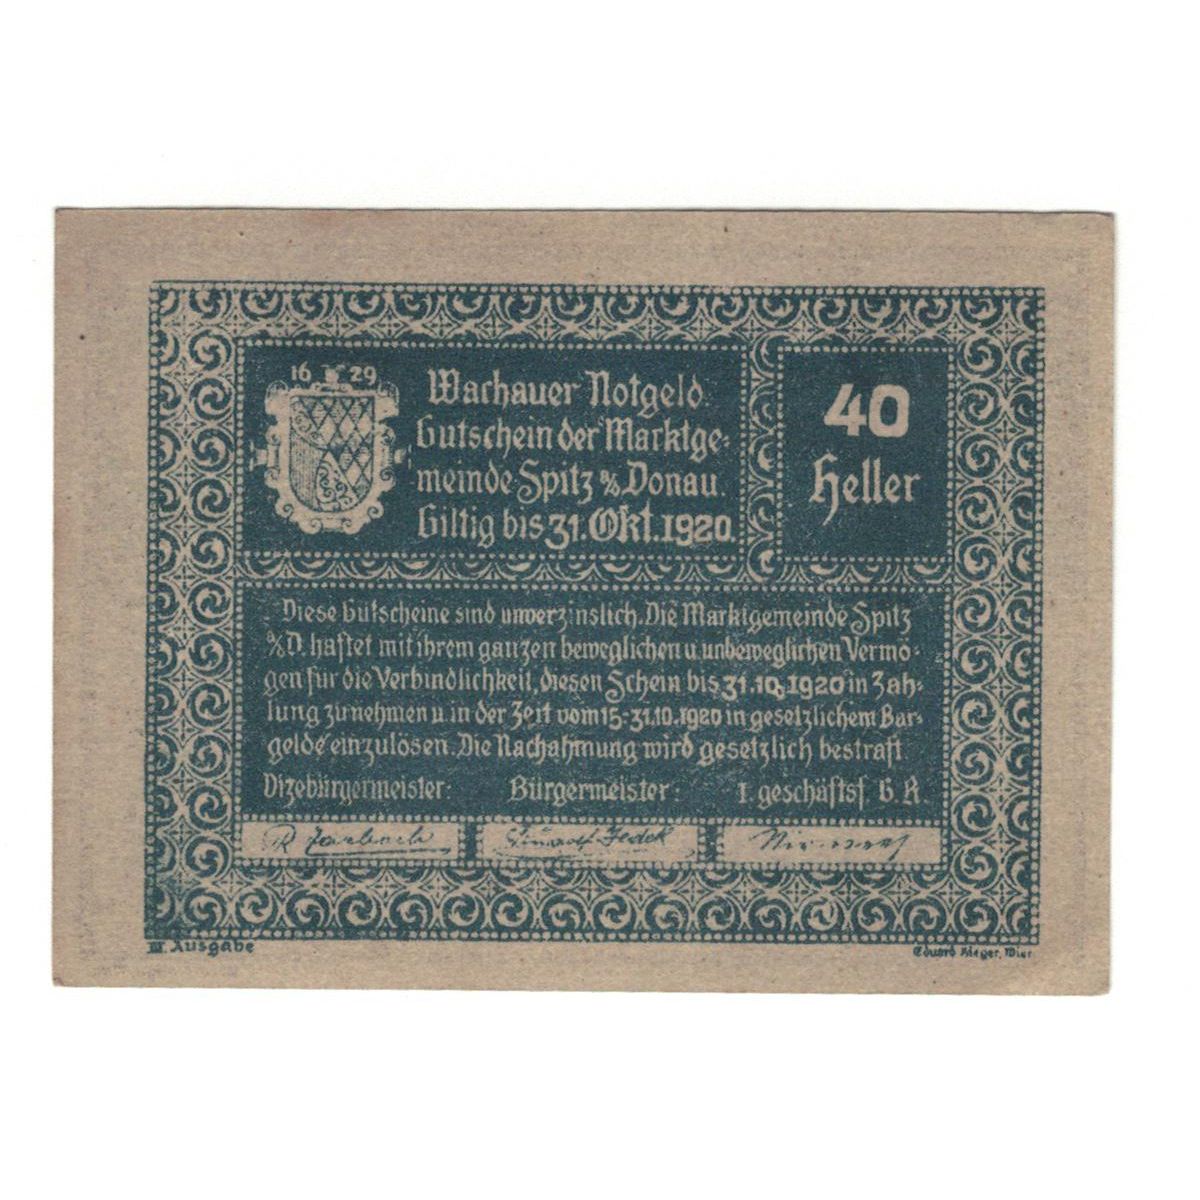 16 29
Wachauer Notgeld.
Gutschein der Marktge-
meinde Spitz a/Donau.
Giltig bis 31. Okt. 1920.
40
Heller
Diese Gutscheine sind unverzinslich. Die Marktgemeinde Spitz
a/D. haftet mit ihrem ganzen beweglichen u. unbeweglichen Vermö-
gen für die Verbindlichkeit, diesen Schein bis 31.10.1920 in Zah-
lung zu nehmen u. in der Zeit vom 15.-31.10.1920 in gesetzlichem Bar-
gelde einzulösen. Die Nachahmung wird gesetzlich bestraft
Vizebürgermeister: Bürgermeister: I. geschäftsf. G. R.
III. Ausgabe
Eduard Rieger, Wien